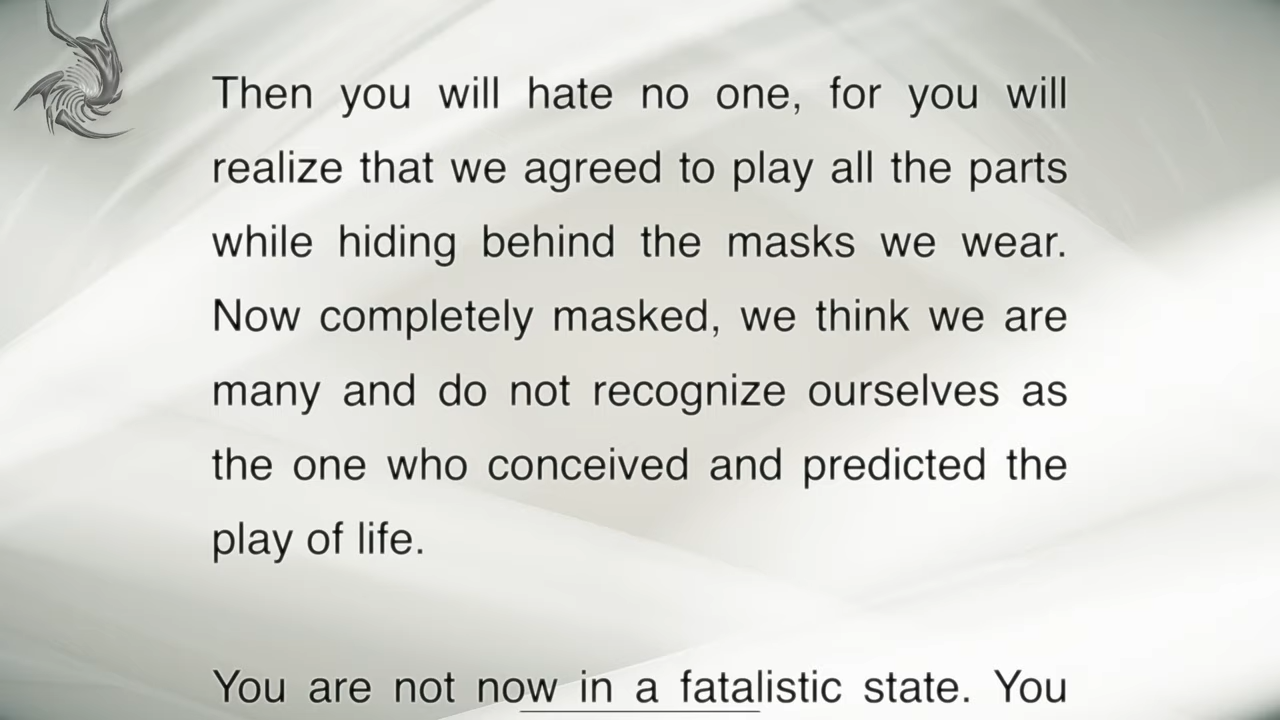 Then you will hate no one, for you will
realize that we agreed to play all the parts
while hiding behind the masks we wear.
Now completely masked, we think we are
many and do not recognize ourselves as
the one who conceived and predicted the
play of life.
You are not now in a fatalistic state. You